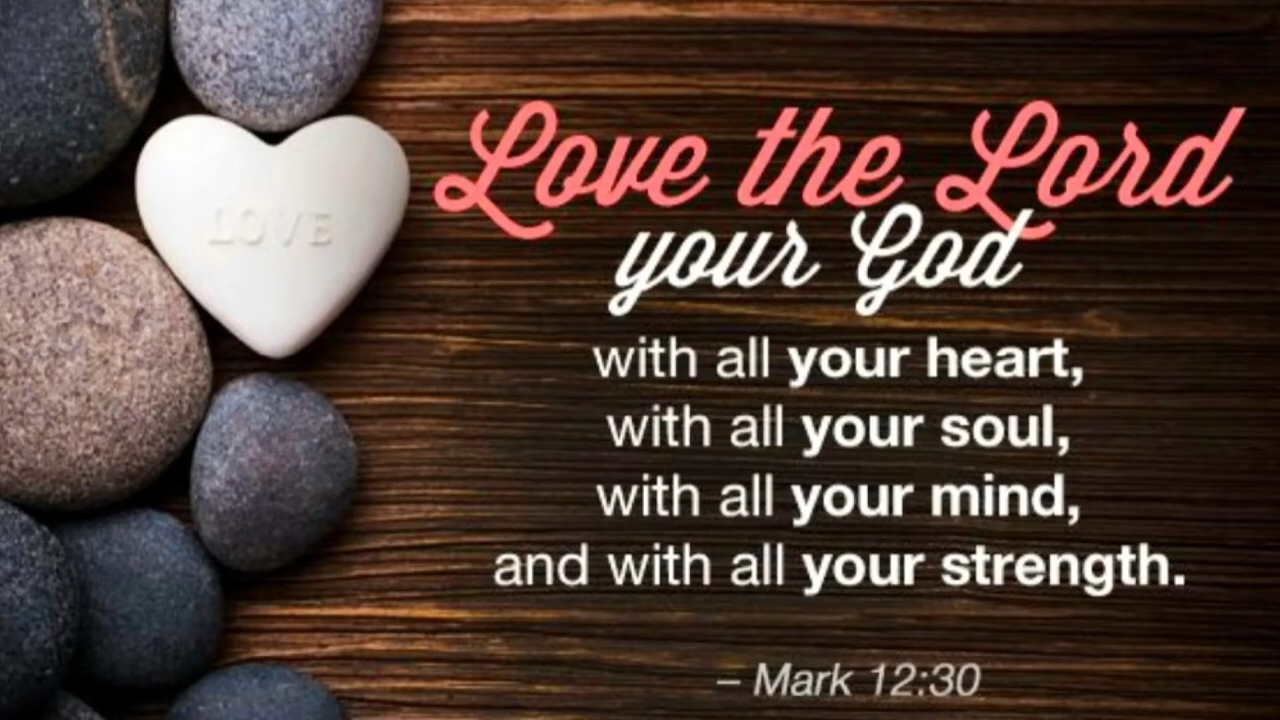 LOVE
Love the Lord
your God
with all your heart,
with all your soul,
with all your mind,
and with all your strength.
– Mark 12:30